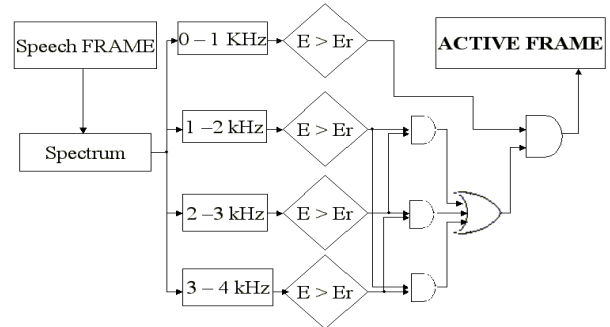 Speech FRAME
0 – 1 KHz
E > Er
ACTIVE FRAME
1 –2 kHz
E > Er
Spectrum
2 –3 kHz
E > Er
3 – 4 kHz
E > Er